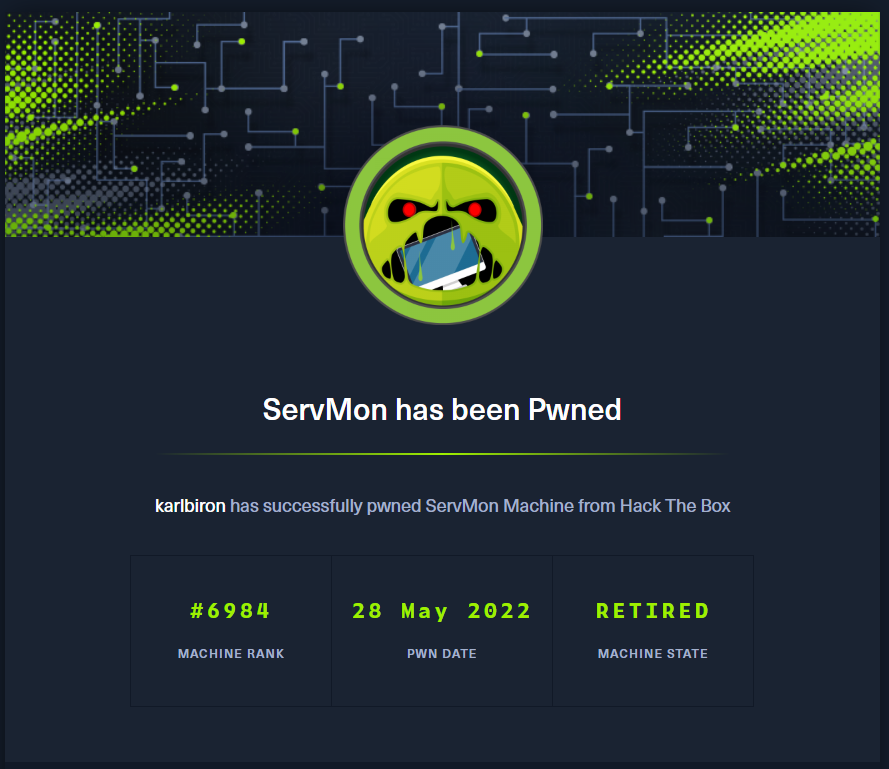 ServMon has been Pwned
karlbiron has successfully pwned ServMon Machine from Hack The Box
#6984 28 May 2022 RETIRED
MACHINE RANK PWN DATE MACHINE STATE